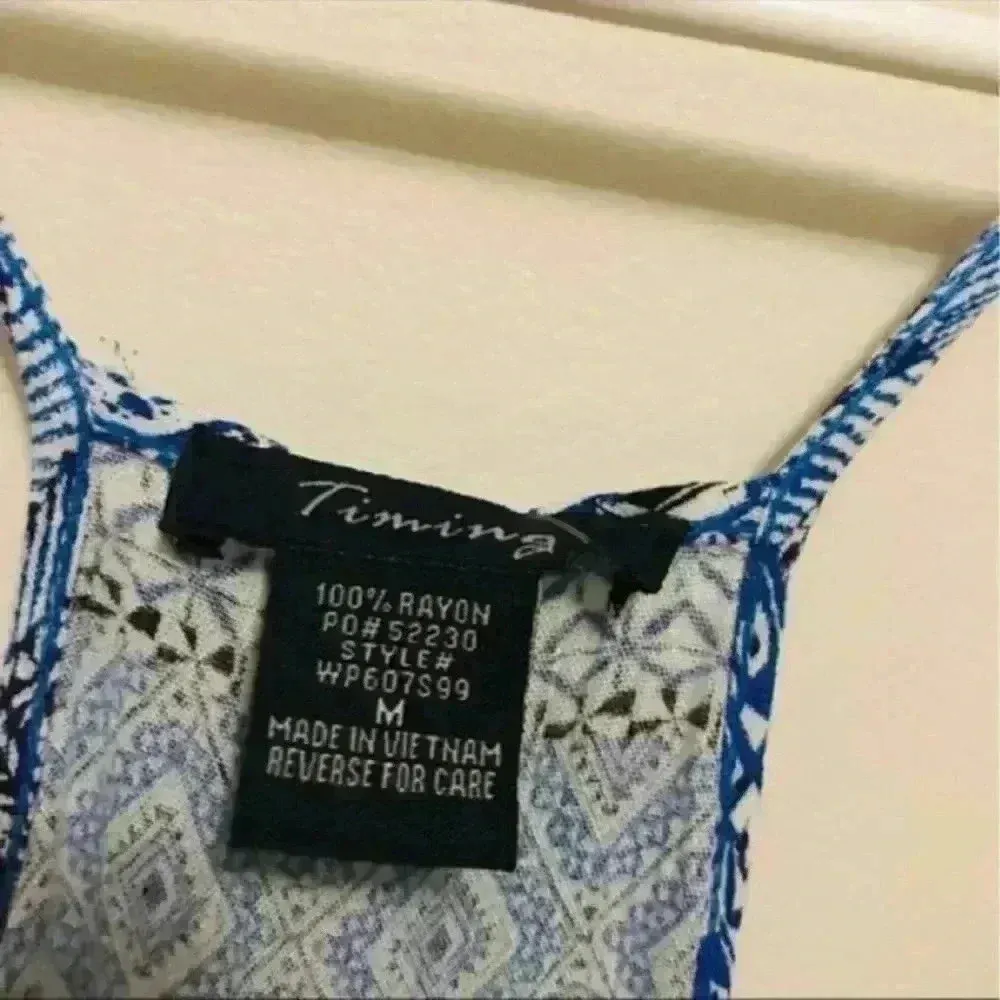 Timing
100% RAYON
PO# 52230
STYLE#
WP607S99
M
MADE IN VIETNAM
REVERSE FOR CARE